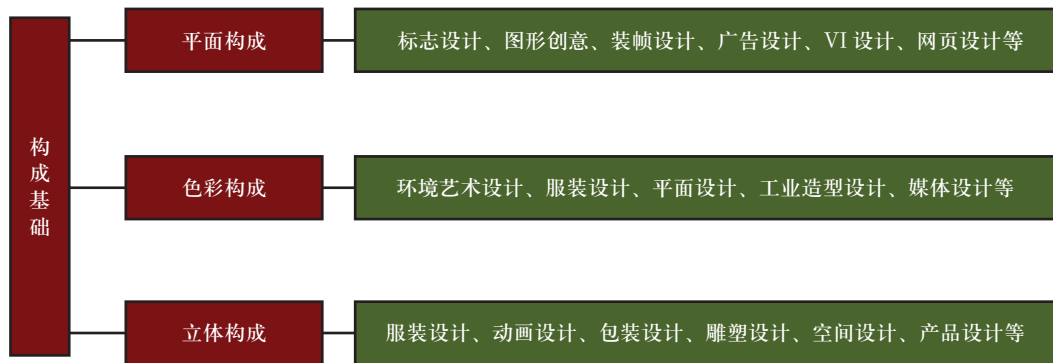 构成基础
平面构成
标志设计、图形创意、装帧设计、广告设计、VI 设计、网页设计等
色彩构成
环境艺术设计、服装设计、平面设计、工业造型设计、媒体设计等
立体构成
服装设计、动画设计、包装设计、雕塑设计、空间设计、产品设计等